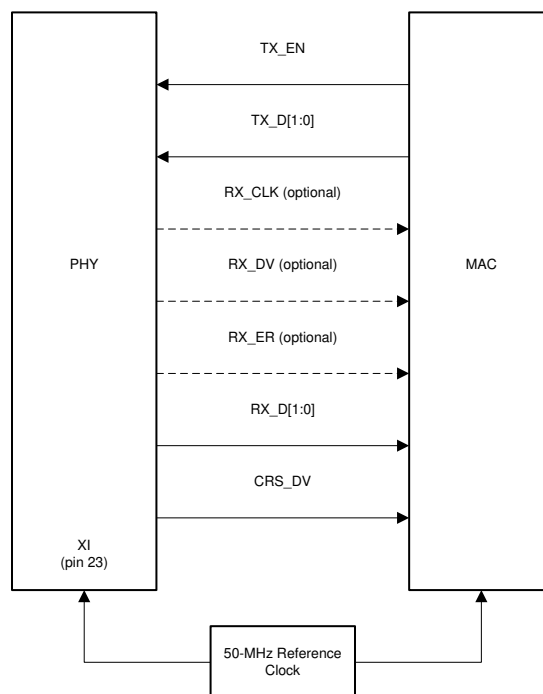 TX_EN
TX_D[1:0]
RX_CLK (optional)
PHY
RX_DV (optional)
MAC
RX_ER (optional)
RX_D[1:0]
CRS_DV
XI
(pin 23)
50-MHz Reference
Clock